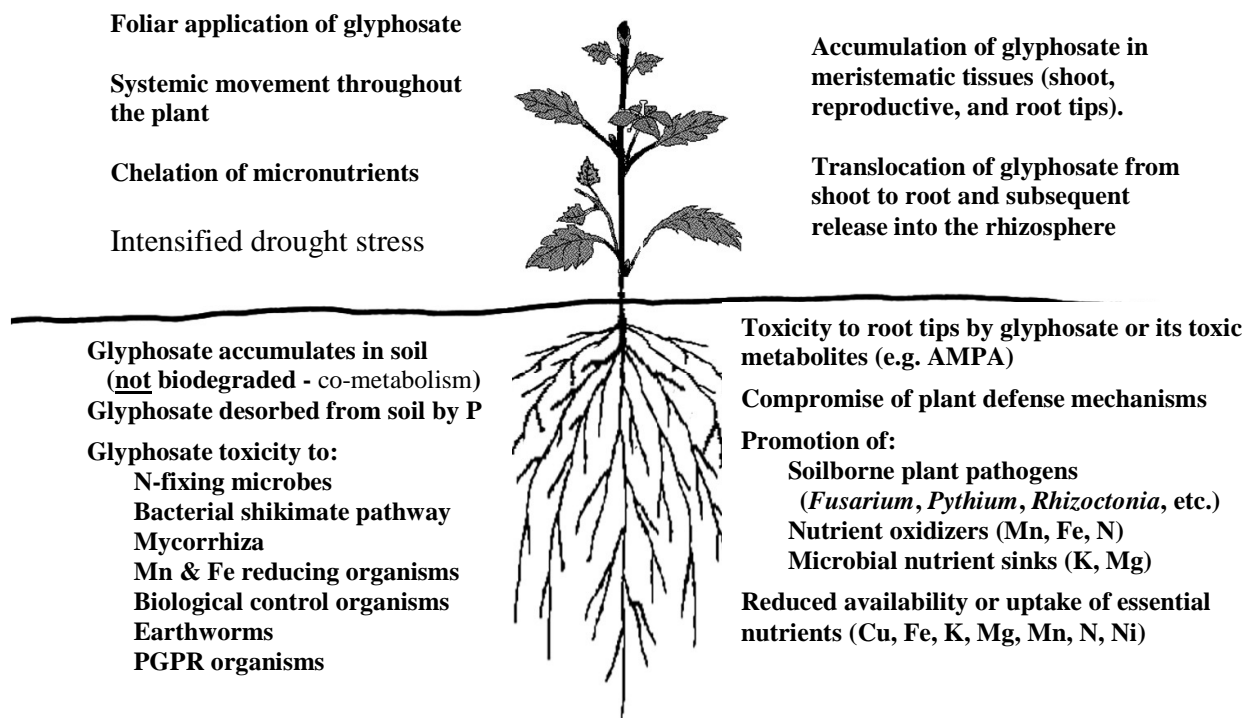 Foliar application of glyphosate
Systemic movement throughout
the plant
Chelation of micronutrients
Intensified drought stress
Accumulation of glyphosate in
meristematic tissues (shoot,
reproductive, and root tips).
Translocation of glyphosate from
shoot to root and subsequent
release into the rhizosphere
Glyphosate accumulates in soil
(not biodegraded - co-metabolism)
Glyphosate desorbed from soil by P
Glyphosate toxicity to:
N-fixing microbes
Bacterial shikimate pathway
Mycorrhiza
Mn & Fe reducing organisms
Biological control organisms
Earthworms
PGPR organisms
Toxicity to root tips by glyphosate or its toxic
metabolites (e.g. AMPA)
Compromise of plant defense mechanisms
Promotion of:
Soilborne plant pathogens
(Fusarium, Pythium, Rhizoctonia, etc.)
Nutrient oxidizers (Mn, Fe, N)
Microbial nutrient sinks (K, Mg)
Reduced availability or uptake of essential
nutrients (Cu, Fe, K, Mg, Mn, N, Ni)